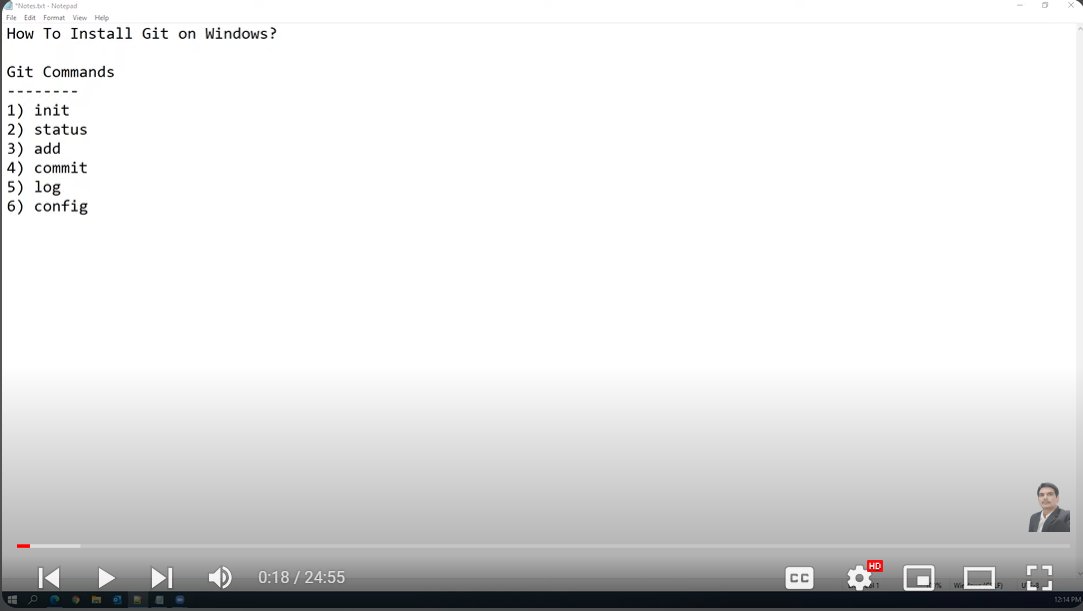 *Notes.txt - Notepad
File Edit Format View Help
How To Install Git on Windows?
Git Commands
--------
1) init
2) status
3) add
4) commit
5) log
6) config
HD
0:18 / 24:55
CC
12:14 PM